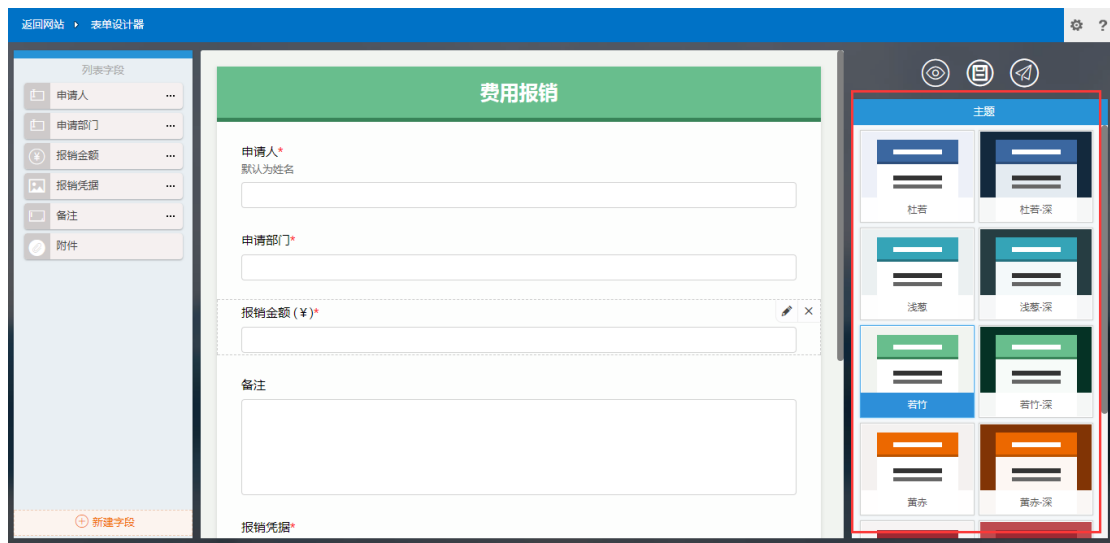 返回网站 表单设计器
?
列表字段
申请人 ...
申请部门 ...
¥ 报销金额 ...
报销凭据 ...
备注 ...
附件
新建字段
费用报销
申请人*
默认为姓名
申请部门*
报销金额 (¥)*
备注
报销凭据*
主题
杜若 杜若-深
浅葱 浅葱-深
若竹 若竹-深
黄赤 黄赤-深